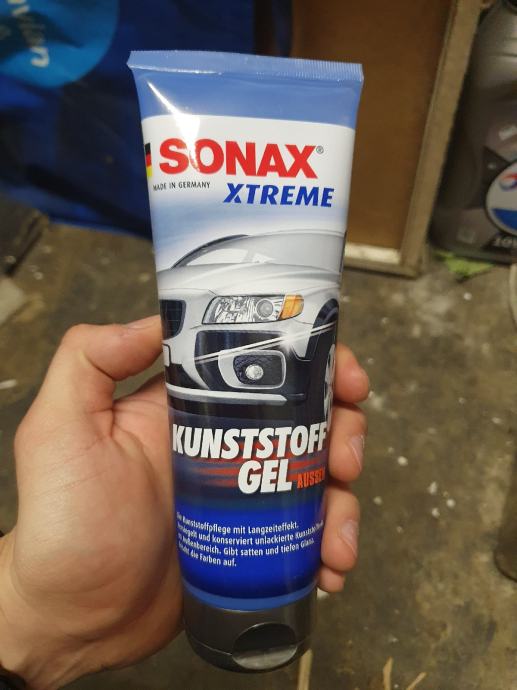 SONAX®
MADE IN GERMANY
XTREME
KUNSTSTOFF
GEL AUSSEN
Kunststoffpflege mit Langzeiteffekt.
und konserviert unlackierte
Außenbereich. Gibt satten und tiefen Glanz.
die Farben auf.